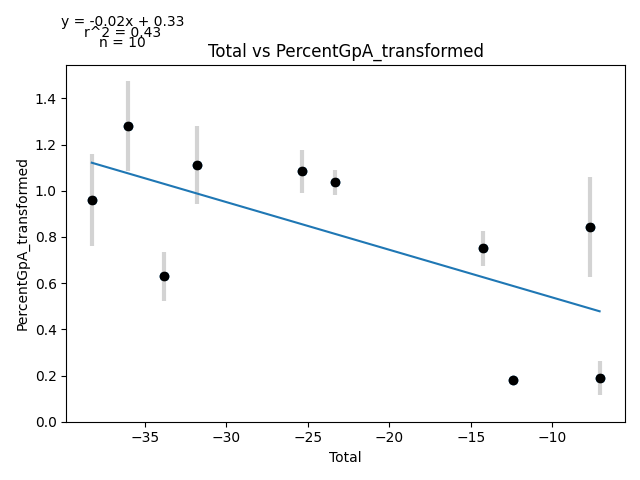 y = -0.02x + 0.33
r^2 = 0.43
n = 10
Total vs PercentGpA_transformed
PercentGpA_transformed
1.4
1.2
1.0
0.8
0.6
0.4
0.2
0.0
−35
−30
−25
−20
−15
−10
Total